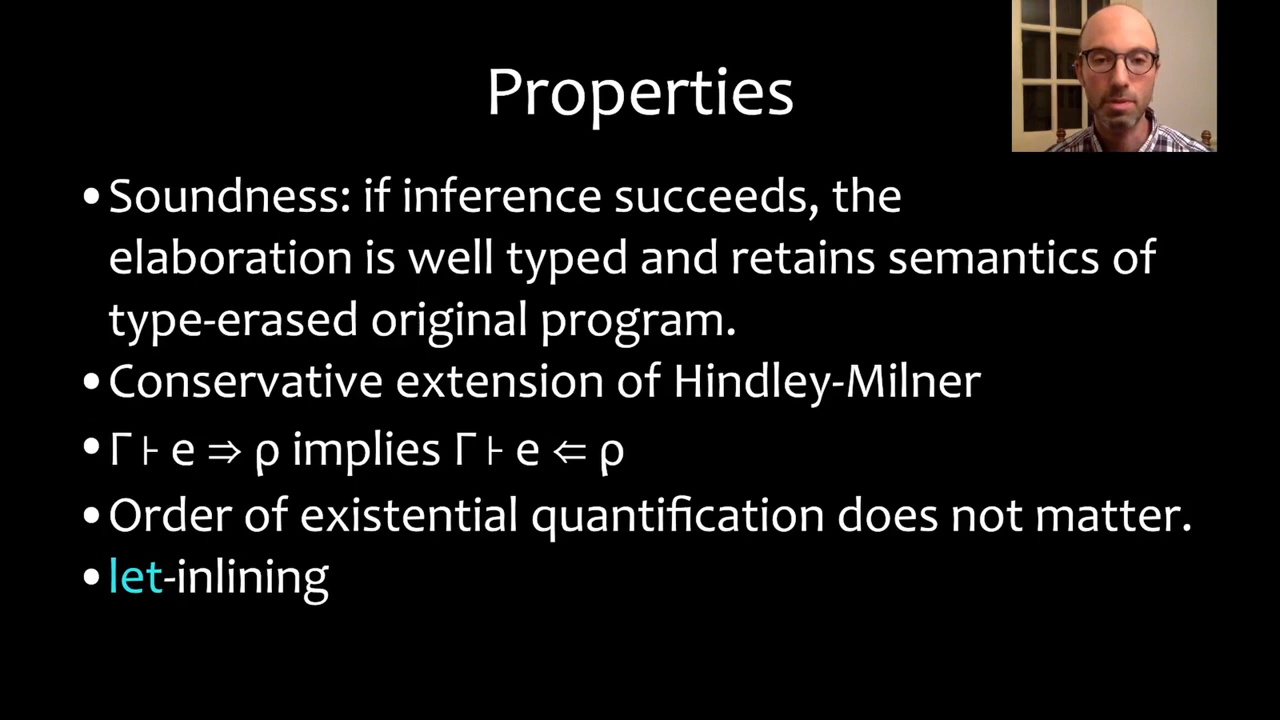 Properties
•Soundness: if inference succeeds, the
elaboration is well typed and retains semantics of
type-erased original program.
•Conservative extension of Hindley-Milner
•Γ ⊦ e ⇒ ρ implies Γ ⊦ e ⇐ ρ
•Order of existential quantification does not matter.
•let-inlining